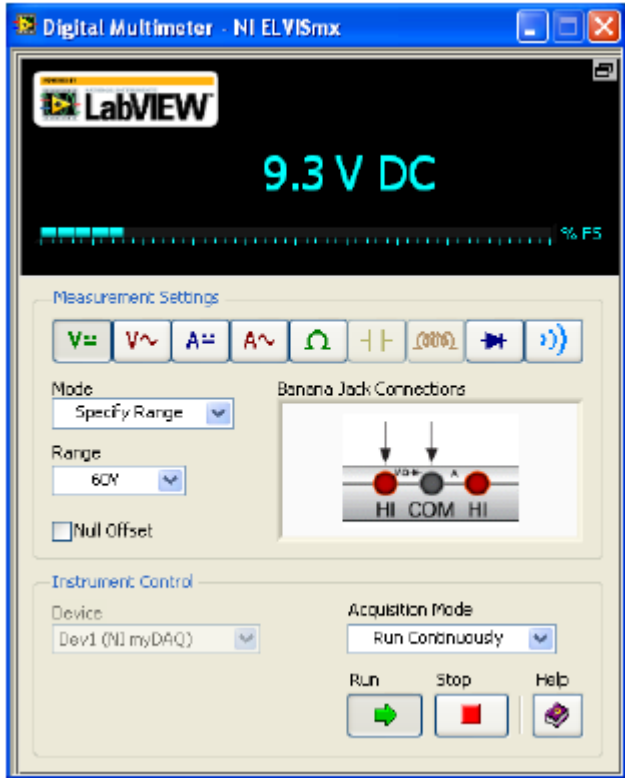 Digital Multimeter - NI ELVISmx
LabVIEW
9.3 V DC
% FS
Measurement Settings
V V A A Ω
Mode
Banana Jack Connections
Specify Range
Range
60V
HI COM HI
Null Offset
Instrument Control
Device
Acquisition Mode
Dev1 (NI myDAQ)
Run Continuously
Run Stop Help